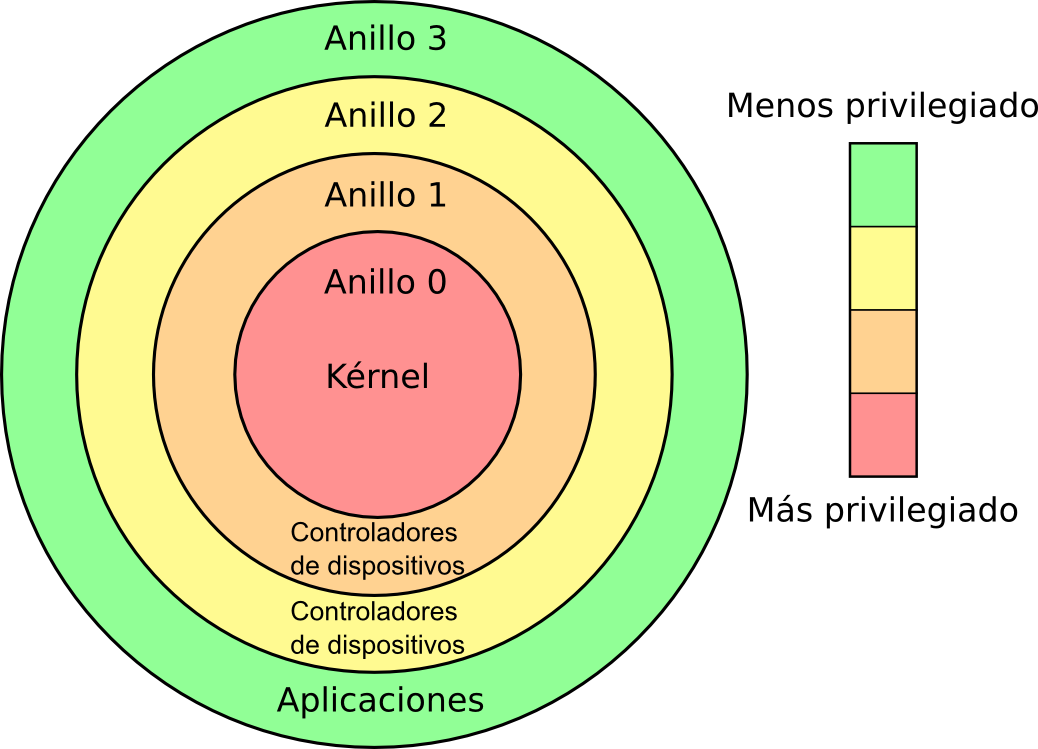 Anillo 3
Anillo 2
Anillo 1
Anillo 0
Kérnel
Controladores
de dispositivos
Controladores
de dispositivos
Aplicaciones
Menos privilegiado
Más privilegiado